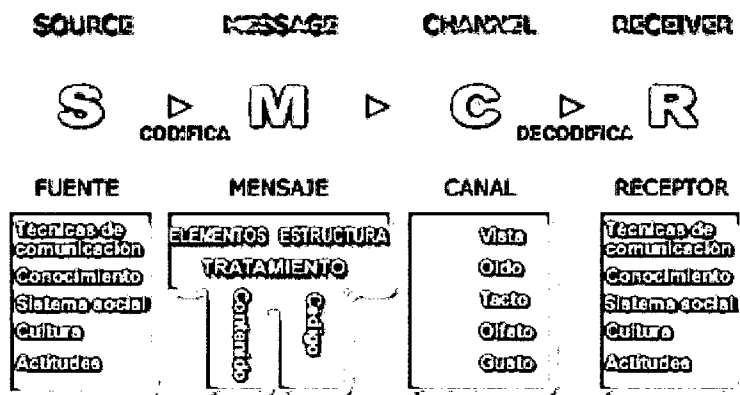 SOURCE MESSAGE CHANNEL RECEIVER
S M C R
CODIFICA DECODIFICA
FUENTE MENSAJE CANAL RECEPTOR
Técnicas de comunicación
Conocimiento
Sistema social
Cultura
Actitudes
ELEMENTOS ESTRUCTURA
TRATAMIENTO
Contenido
Código
Vista
Oído
Tacto
Olfato
Gusto
Técnicas de comunicación
Conocimiento
Sistema social
Cultura
Actitudes